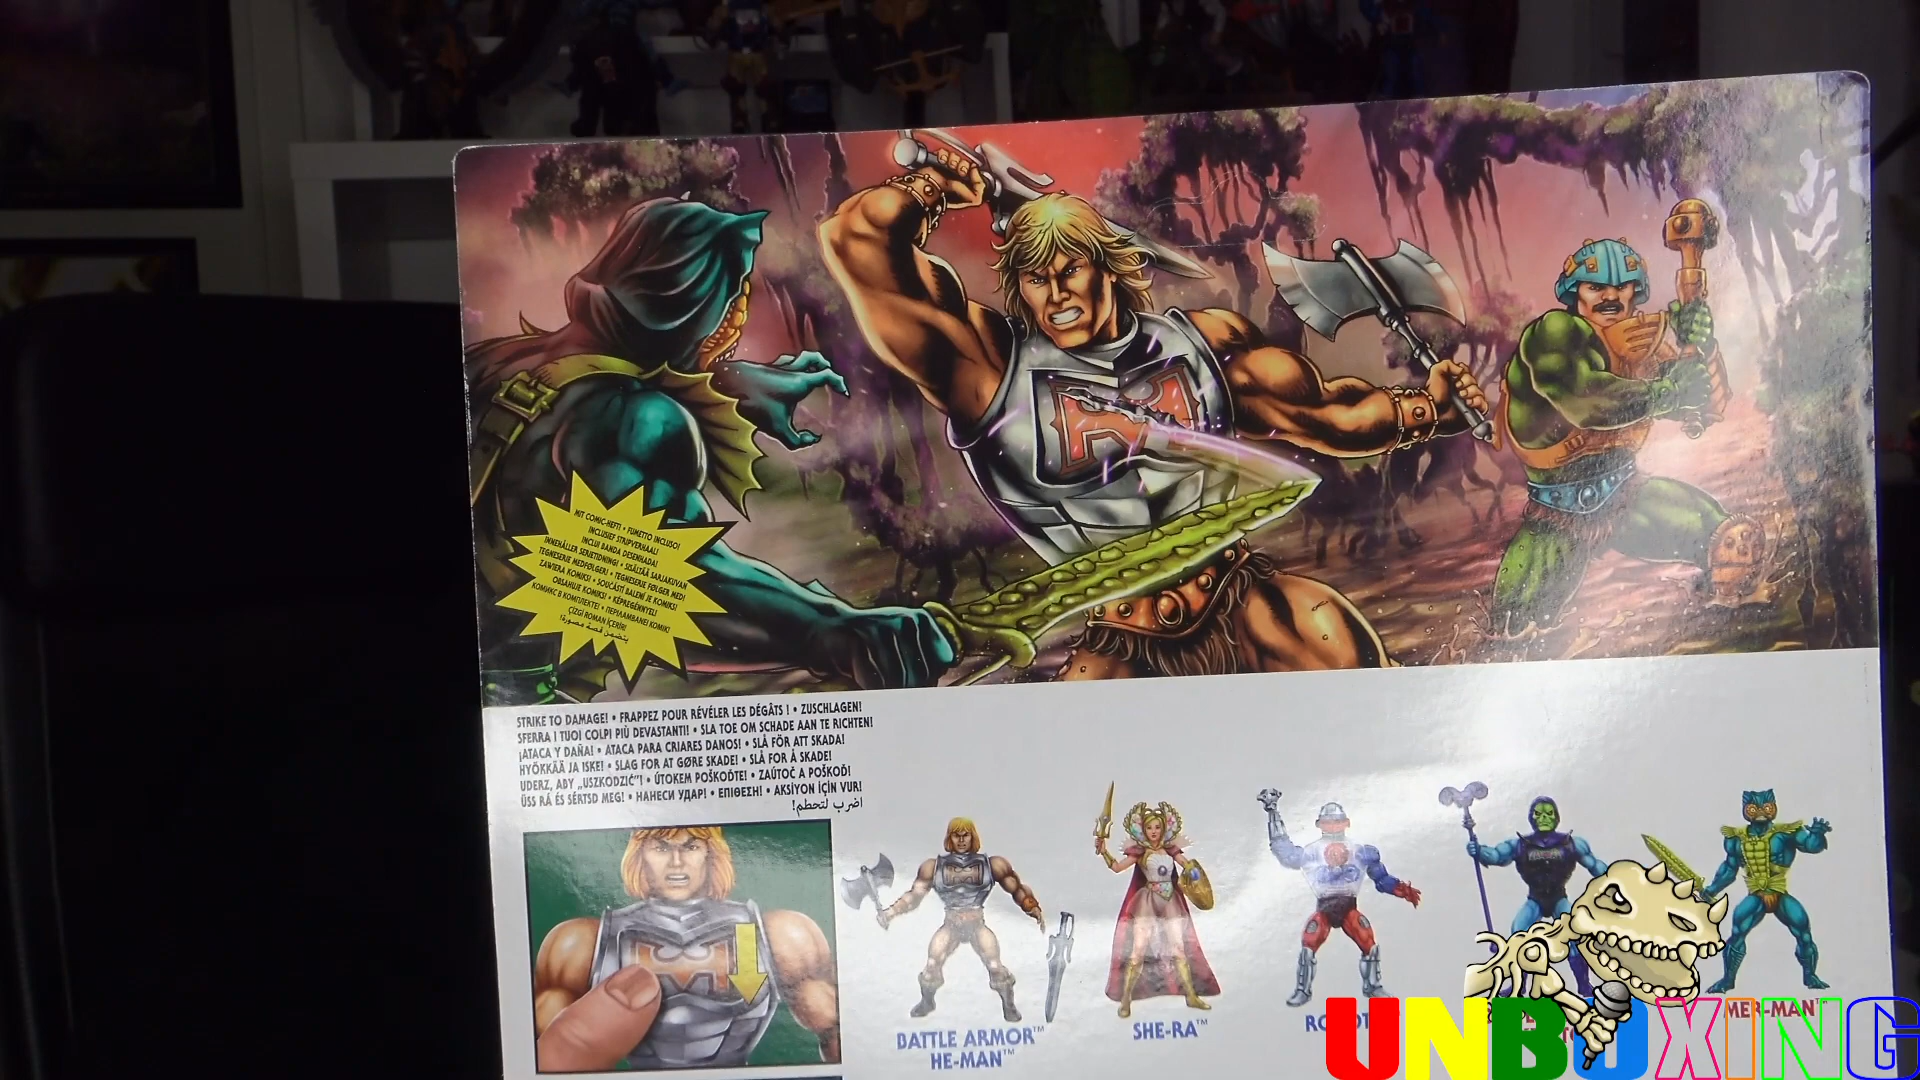 MIT COMIC-HEFT! • FUMETTO INCLUSO!
INCLUSIEF STRIPVERHAAL!
INCLUI BANDA DESENHADA!
INNEHÅLLER SERIETIDNING! • SISÄLTÄÄ SARJAKUVAN
TEGNESERIE MEDFØLGER! • TEGNESERIE FØLGER MED!
ZAWIERA KOMIKS! • SOUČÁSTÍ BALENÍ JE KOMIKS!
OBSAHUJE KOMIKS! • KÉPREGÉNNYEL!
КОМИКС В КОМПЛЕКТЕ! • ΠΕΡΙΛΑΜΒΑΝΕΙ ΚΟΜΙΚ!
ÇİZGİ ROMAN İÇERİR!
يتضمن قصة مصورة!
STRIKE TO DAMAGE! • FRAPPEZ POUR RÉVÉLER LES DÉGÂTS ! • ZUSCHLAGEN!
SFERRA I TUOI COLPI PIÙ DEVASTANTI! • SLA TOE OM SCHADE AAN TE RICHTEN!
¡ATACA Y DAÑA! • ATACA PARA CRIARES DANOS! • SLÅ FÖR ATT SKADA!
HYÖKKÄÄ JA ISKE! • SLAG FOR AT GØRE SKADE! • SLÅ FOR Å SKADE!
UDERZ, ABY „USZKODZIĆ”! • ÚTOKEM POŠKOĎTE! • ZAÚTOČ A POŠKOĎ!
ÜSS RÁ ÉS SÉRTSD MEG! • НАНЕСИ УДАР! • ΕΠΙΘΕΣΗ! • AKSİYON İÇİN VUR!
اضرب لتحطم!
BATTLE ARMOR™
HE-MAN™
SHE-RA™
MER-MAN™
UNBOXING